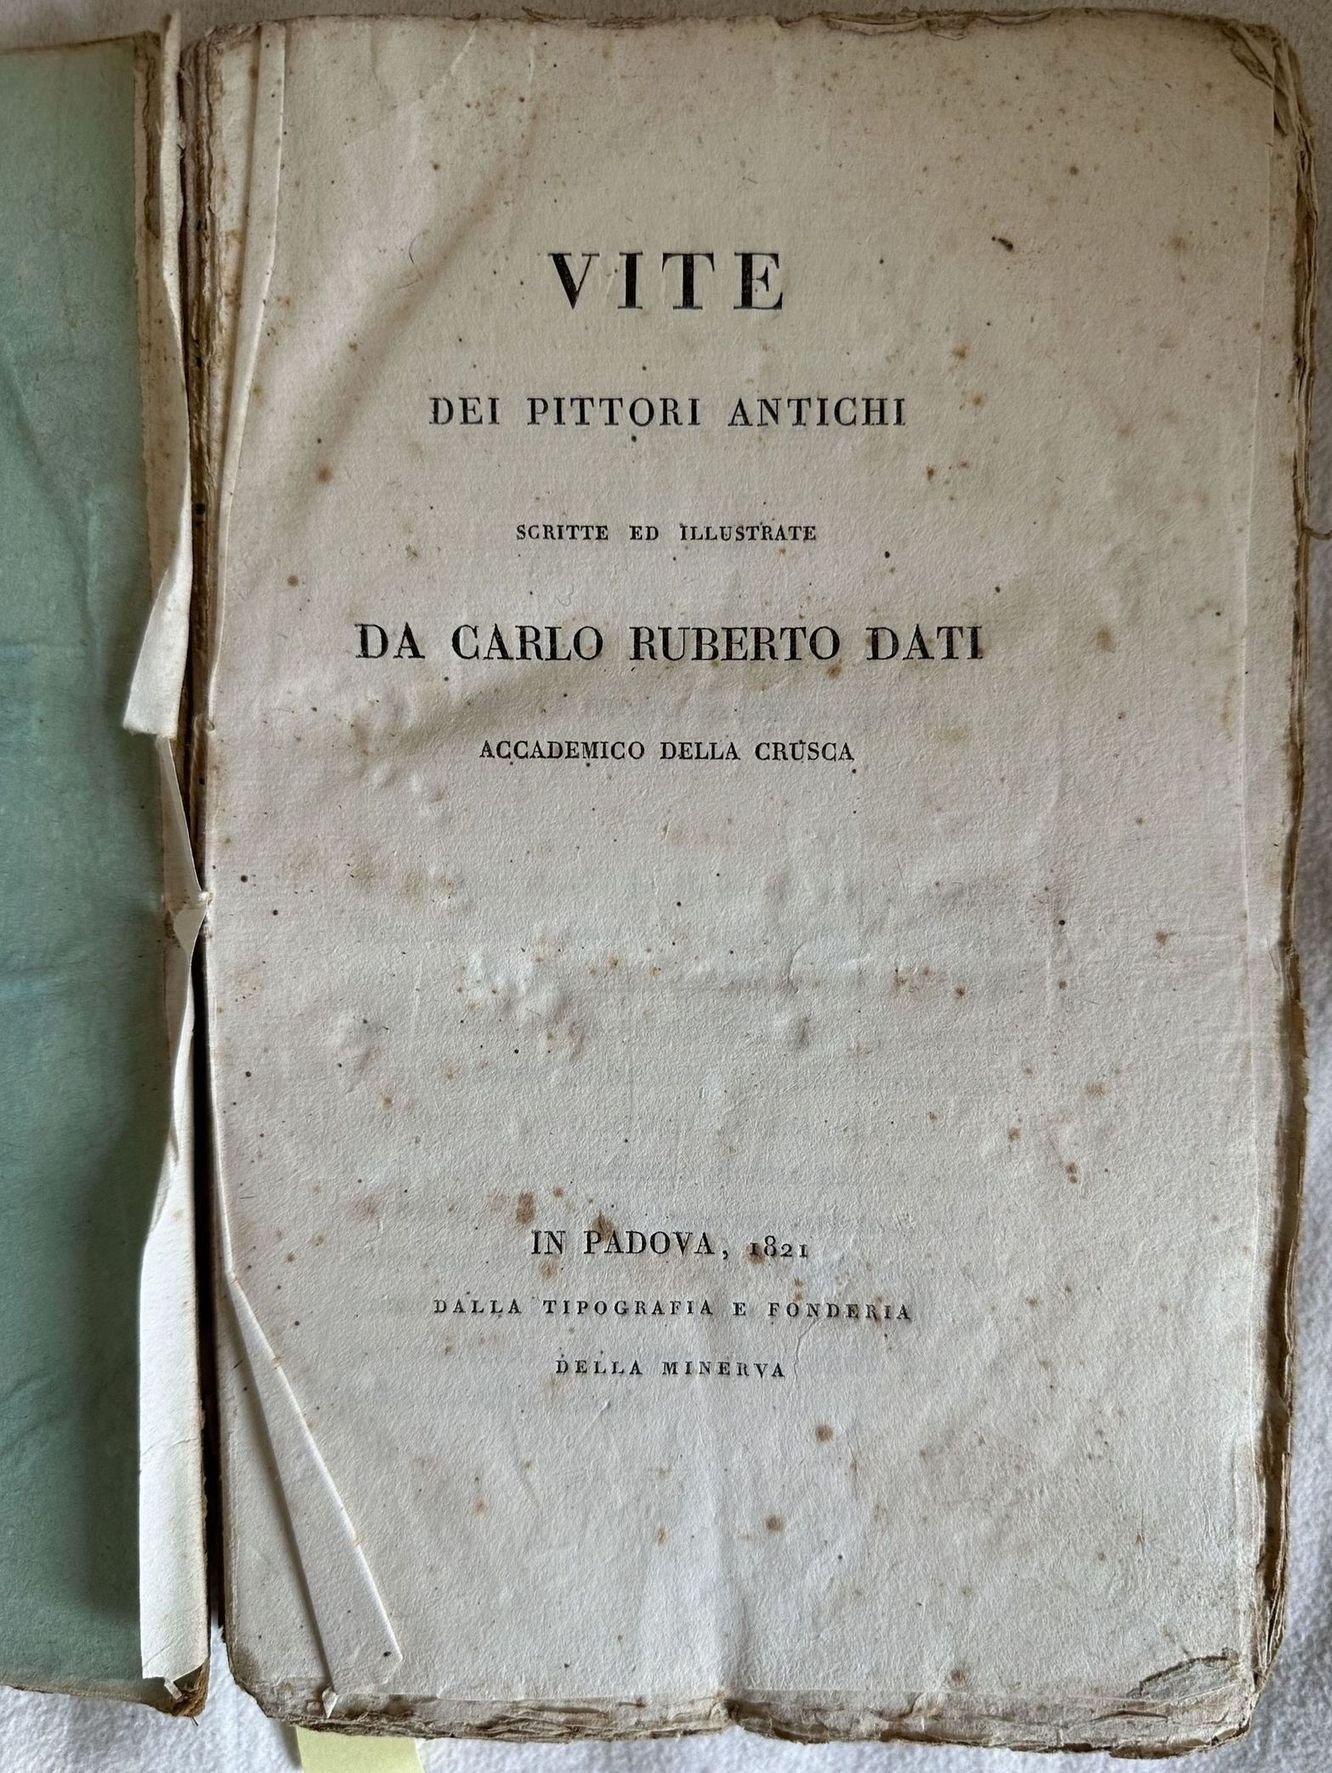 VITE
DEI PITTORI ANTICHI
SCRITTE ED ILLUSTRATE
DA CARLO RUBERTO DATI
ACCADEMICO DELLA CRUSCA
IN PADOVA, 1821
DALLA TIPOGRAFIA E FONDERIA
DELLA MINERVA